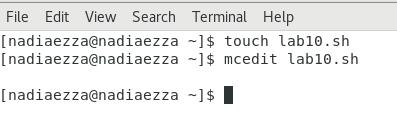 File Edit View Search Terminal Help
[nadiaezza@nadiaezza ~]$ touch lab10.sh
[nadiaezza@nadiaezza ~]$ mcedit lab10.sh
[nadiaezza@nadiaezza ~]$